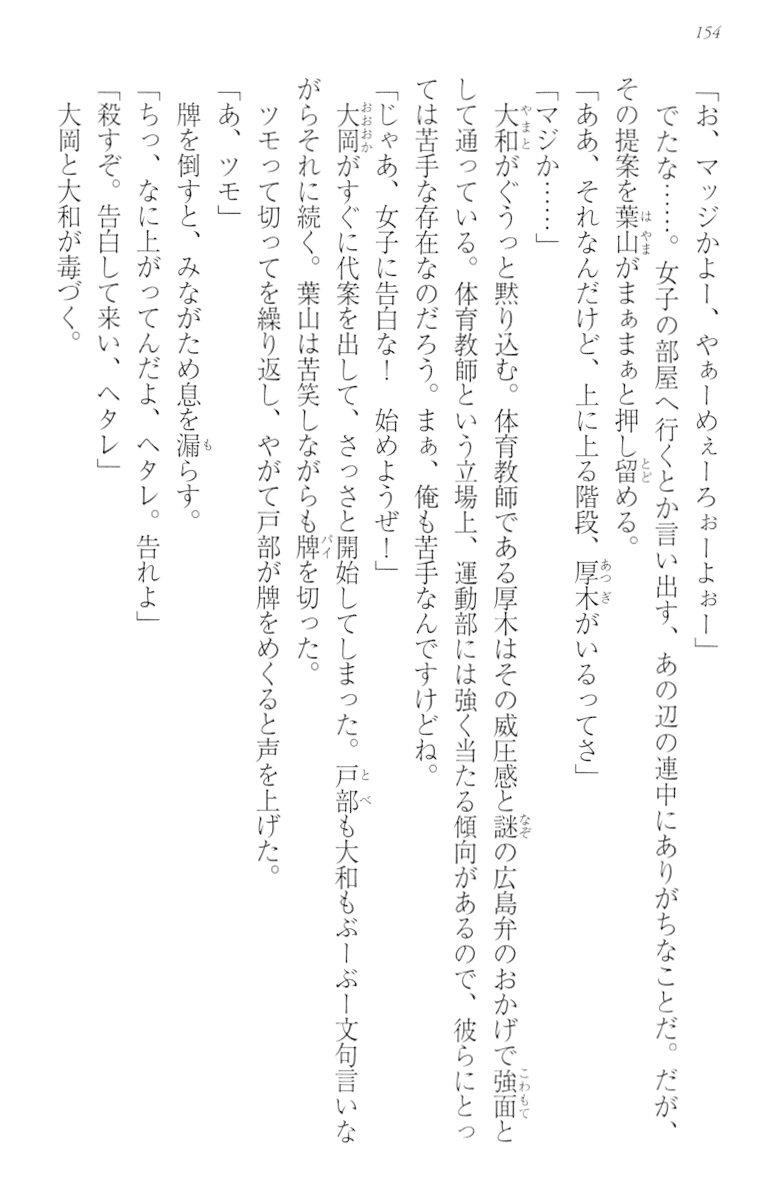 154
「お、マッジかよー、やぁーめぇーろぉーよぉー」
でたな……。女子の部屋へ行くとか言い出す、あの辺の連中にありがちなことだ。だが、
その提案を葉山がまぁまぁと押し留める。
「ああ、それなんだけど、上に上る階段、厚木がいるってさ」
「マジか……」
大和がぐうっと黙り込む。体育教師である厚木はその威圧感と謎の広島弁のおかげで強面と
して通っている。体育教師という立場上、運動部には強く当たる傾向があるので、彼らにとっ
ては苦手な存在なのだろう。まぁ、俺も苦手なんですけどね。
「じゃあ、女子に告白な！　始めようぜ！」
大岡がすぐに代案を出して、さっさと開始してしまった。戸部も大和もぶーぶー文句言いな
がらそれに続く。葉山は苦笑しながらも牌を切った。
ツモって切ってを繰り返し、やがて戸部が牌をめくると声を上げた。
「あ、ツモ」
牌を倒すと、みながため息を漏らす。
「ちっ、なに上がってんだよ、ヘタレ。告れよ」
「殺すぞ。告白して来い、ヘタレ」
大岡と大和が毒づく。